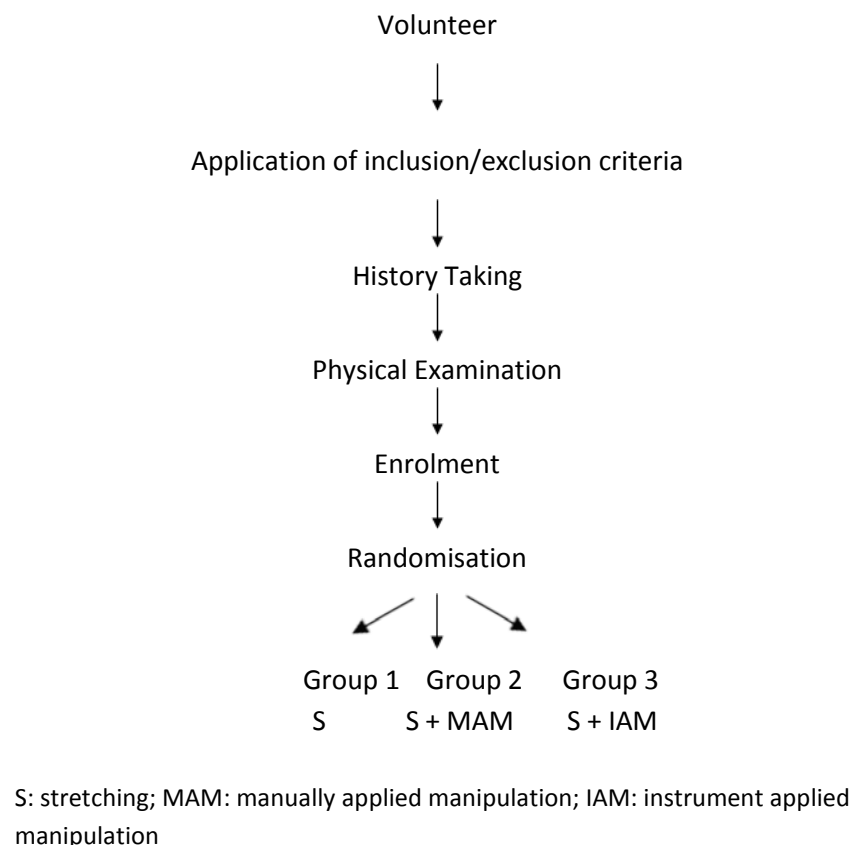 Volunteer
Application of inclusion/exclusion criteria
History Taking
Physical Examination
Enrolment
Randomisation
Group 1 Group 2 Group 3
S S + MAM S + IAM
S: stretching; MAM: manually applied manipulation; IAM: instrument applied
manipulation